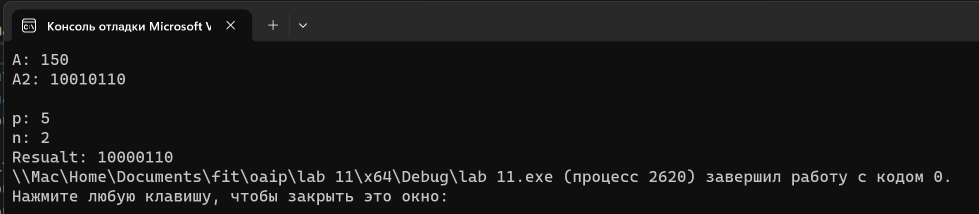 Консоль отладки Microsoft V
A: 150
A2: 10010110
p: 5
n: 2
Resualt: 10000110
\\Mac\Home\Documents\fit\oaip\lab 11\x64\Debug\lab 11.exe (процесс 2620) завершил работу с кодом 0.
Нажмите любую клавишу, чтобы закрыть это окно: